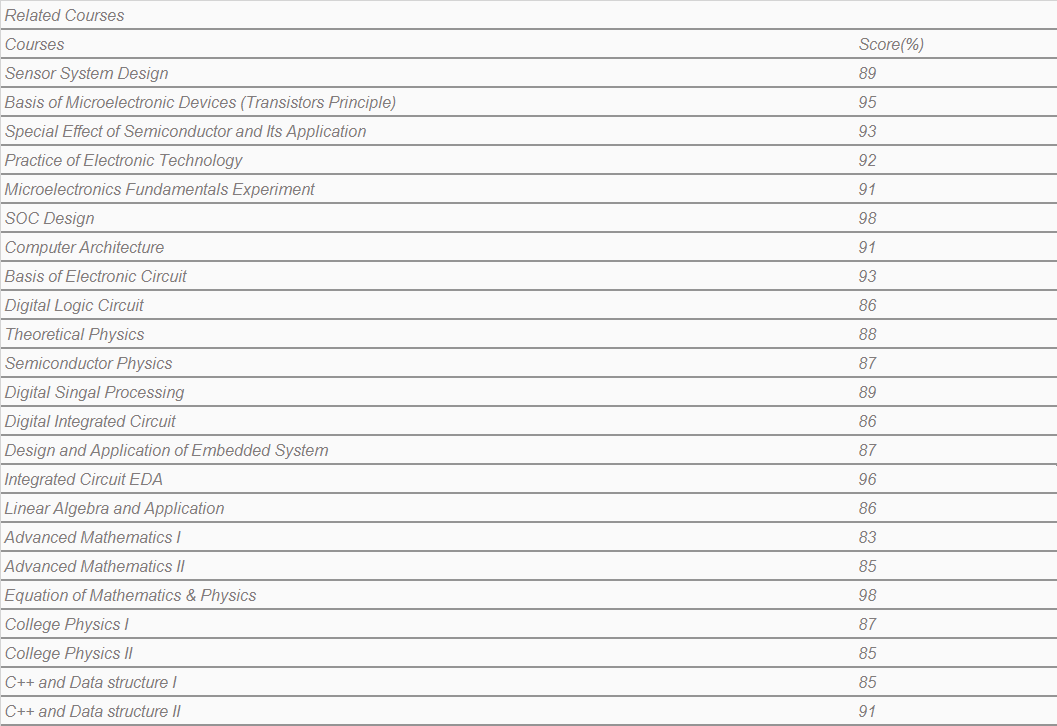 Related Courses
Courses Score(%)
Sensor System Design 89
Basis of Microelectronic Devices (Transistors Principle) 95
Special Effect of Semiconductor and Its Application 93
Practice of Electronic Technology 92
Microelectronics Fundamentals Experiment 91
SOC Design 98
Computer Architecture 91
Basis of Electronic Circuit 93
Digital Logic Circuit 86
Theoretical Physics 88
Semiconductor Physics 87
Digital Singal Processing 89
Digital Integrated Circuit 86
Design and Application of Embedded System 87
Integrated Circuit EDA 96
Linear Algebra and Application 86
Advanced Mathematics I 83
Advanced Mathematics II 85
Equation of Mathematics & Physics 98
College Physics I 87
College Physics II 85
C++ and Data structure I 85
C++ and Data structure II 91